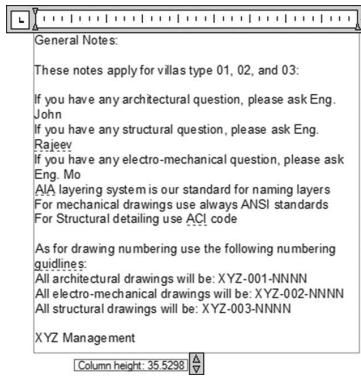 General Notes:
These notes apply for villas type 01, 02, and 03:
If you have any architectural question, please ask Eng.
John
If you have any structural question, please ask Eng.
Rajeev
If you have any electro-mechanical question, please ask
Eng. Mo
AIA layering system is our standard for naming layers
For mechanical drawings use always ANSI standards
For Structural detailing use ACI code
As for drawing numbering use the following numbering
guidlines:
All architectural drawings will be: XYZ-001-NNNN
All electro-mechanical drawings will be: XYZ-002-NNNN
All structural drawings will be: XYZ-003-NNNN
XYZ Management
Column height: 35.5298